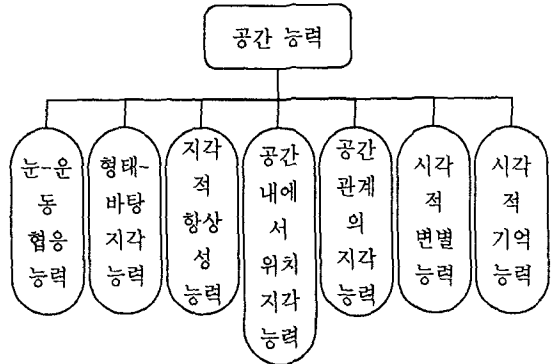 공간 능력
눈-운
동
협응
능력
형태-
바탕
지각
능력
지각
적
항상
성
능력
공간
내에
서
위치
지각
능력
공간
관계
의
지각
능력
시각
적
변별
능력
시각
적
기억
능력